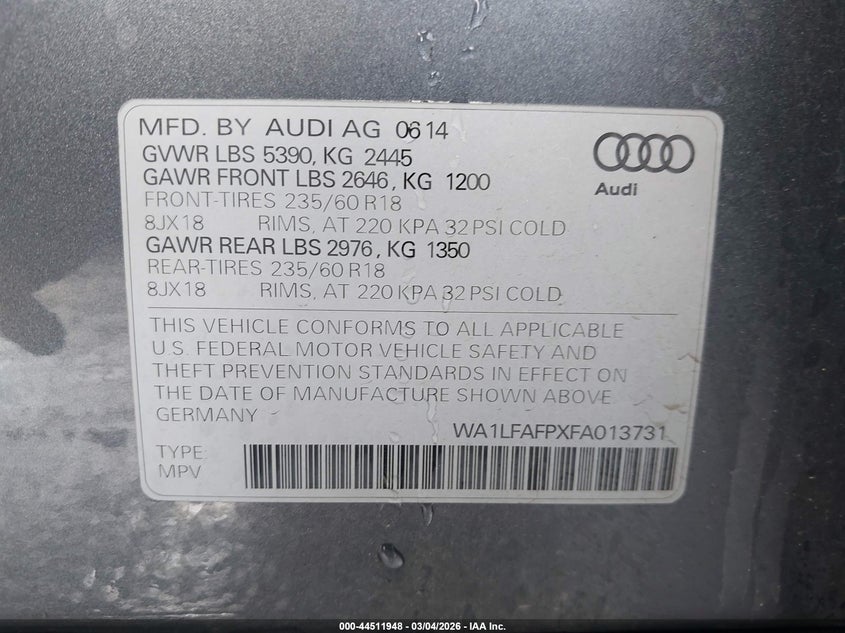 MFD. BY AUDI AG 0614
GVWR LBS 5390, KG 2445
GAWR FRONT LBS 2646, KG 1200
FRONT-TIRES 235/60 R18
8JX18 RIMS, AT 220 KPA 32 PSI COLD
GAWR REAR LBS 2976, KG 1350
REAR-TIRES 235/60 R18
8JX18 RIMS, AT 220 KPA 32 PSI COLD
Audi
THIS VEHICLE CONFORMS TO ALL APPLICABLE
U.S. FEDERAL MOTOR VEHICLE SAFETY AND
THEFT PREVENTION STANDARDS IN EFFECT ON
THE DATE OF MANUFACTURE SHOWN ABOVE
GERMANY
WA1LFAFPXFA013731
TYPE:
MPV
000-44511948 - 03/04/2026 - IAA Inc.